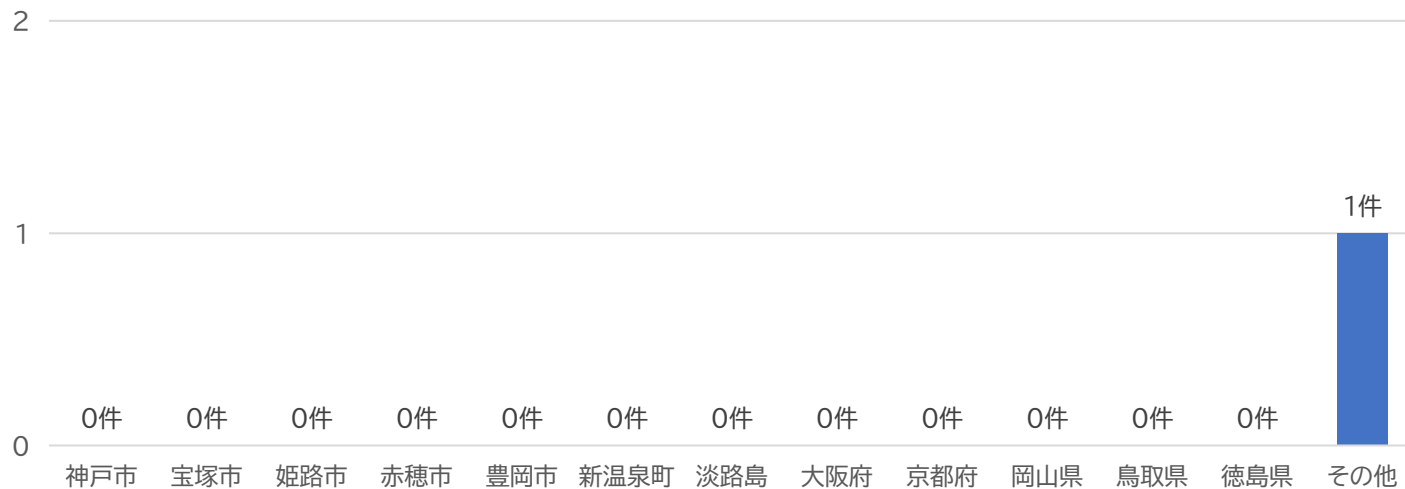 2
1件
1
0件 0件 0件 0件 0件 0件 0件 0件 0件 0件 0件 0件
0
神戸市 宝塚市 姫路市 赤穂市 豊岡市 新温泉町 淡路島 大阪府 京都府 岡山県 鳥取県 徳島県 その他